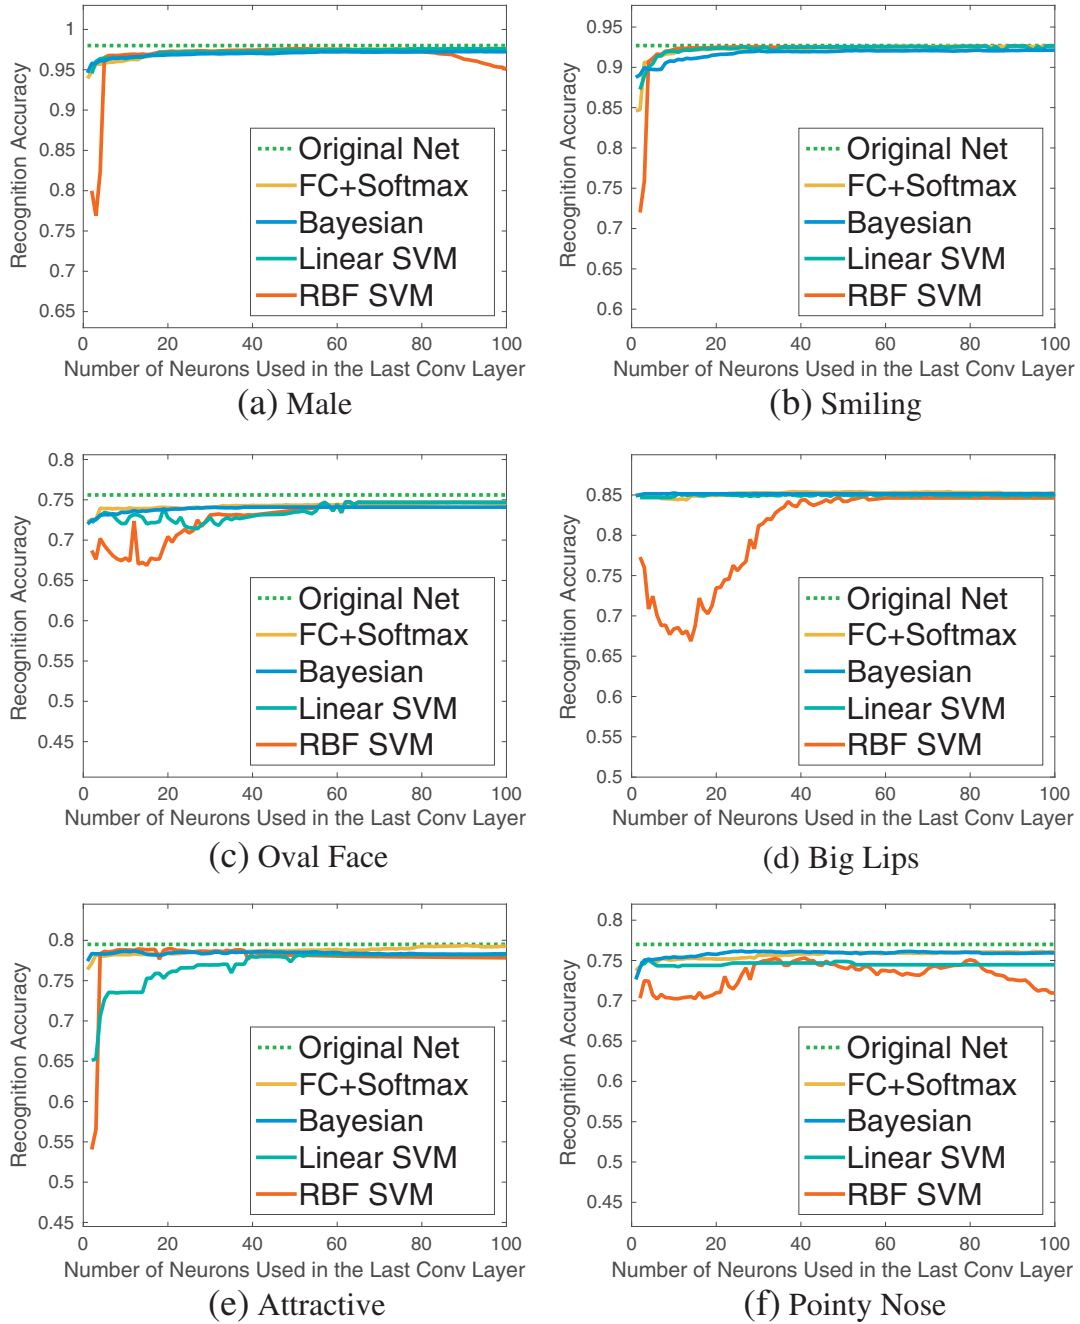 1
0.95
0.9
0.85
0.8
0.75
0.7
0.65
Recognition Accuracy
Original Net
FC+Softmax
Bayesian
Linear SVM
RBF SVM
0 20 40 60 80 100
Number of Neurons Used in the Last Conv Layer
(a) Male
0.95
0.9
0.85
0.8
0.75
0.7
0.65
0.6
Recognition Accuracy
Original Net
FC+Softmax
Bayesian
Linear SVM
RBF SVM
0 20 40 60 80 100
Number of Neurons Used in the Last Conv Layer
(b) Smiling
0.8
0.75
0.7
0.65
0.6
0.55
0.5
0.45
Recognition Accuracy
Original Net
FC+Softmax
Bayesian
Linear SVM
RBF SVM
0 20 40 60 80 100
Number of Neurons Used in the Last Conv Layer
(c) Oval Face
0.85
0.8
0.75
0.7
0.65
0.6
0.55
0.5
Recognition Accuracy
Original Net
FC+Softmax
Bayesian
Linear SVM
RBF SVM
0 20 40 60 80 100
Number of Neurons Used in the Last Conv Layer
(d) Big Lips
0.8
0.75
0.7
0.65
0.6
0.55
0.5
0.45
Recognition Accuracy
Original Net
FC+Softmax
Bayesian
Linear SVM
RBF SVM
0 20 40 60 80 100
Number of Neurons Used in the Last Conv Layer
(e) Attractive
0.8
0.75
0.7
0.65
0.6
0.55
0.5
0.45
Recognition Accuracy
Original Net
FC+Softmax
Bayesian
Linear SVM
RBF SVM
0 20 40 60 80 100
Number of Neurons Used in the Last Conv Layer
(f) Pointy Nose